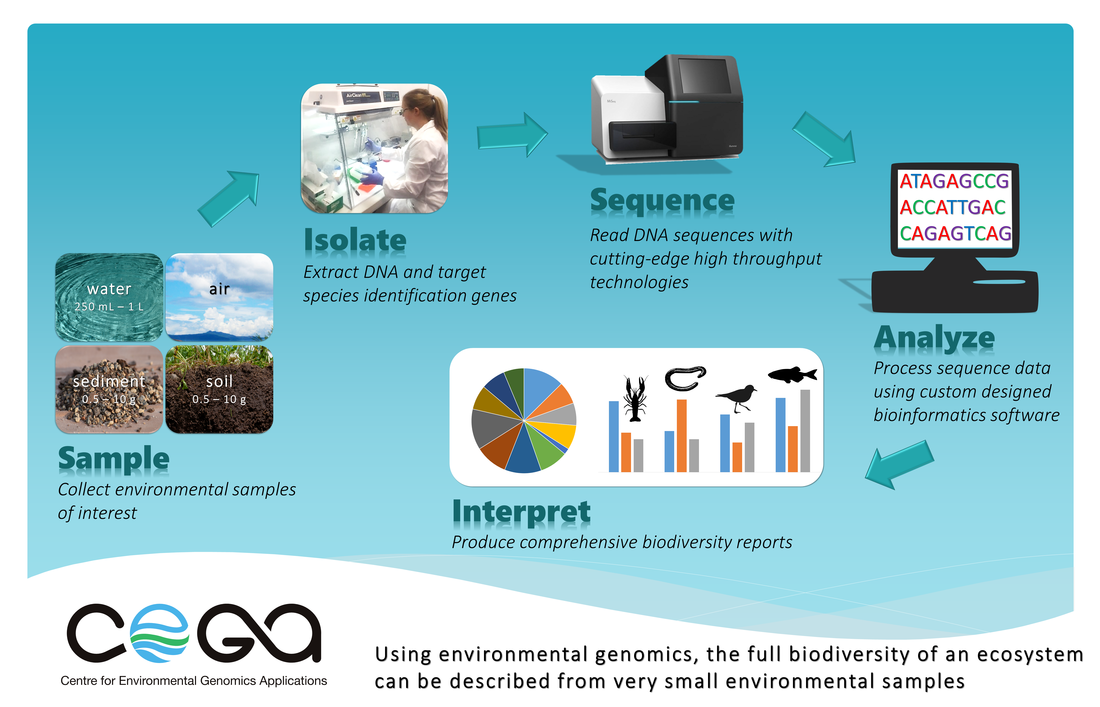 water
250 mL – 1 L
air
sediment
0.5 – 10 g
soil
0.5 – 10 g
Sample
Collect environmental samples
of interest
Isolate
Extract DNA and target
species identification genes
Sequence
Read DNA sequences with
cutting-edge high throughput
technologies
ATAGAGCCG
ACCATTGAC
CAGAGTCAG
Analyze
Process sequence data
using custom designed
bioinformatics software
Interpret
Produce comprehensive biodiversity reports
ceGa
Centre for Environmental Genomics Applications
Using environmental genomics, the full biodiversity of an ecosystem
can be described from very small environmental samples